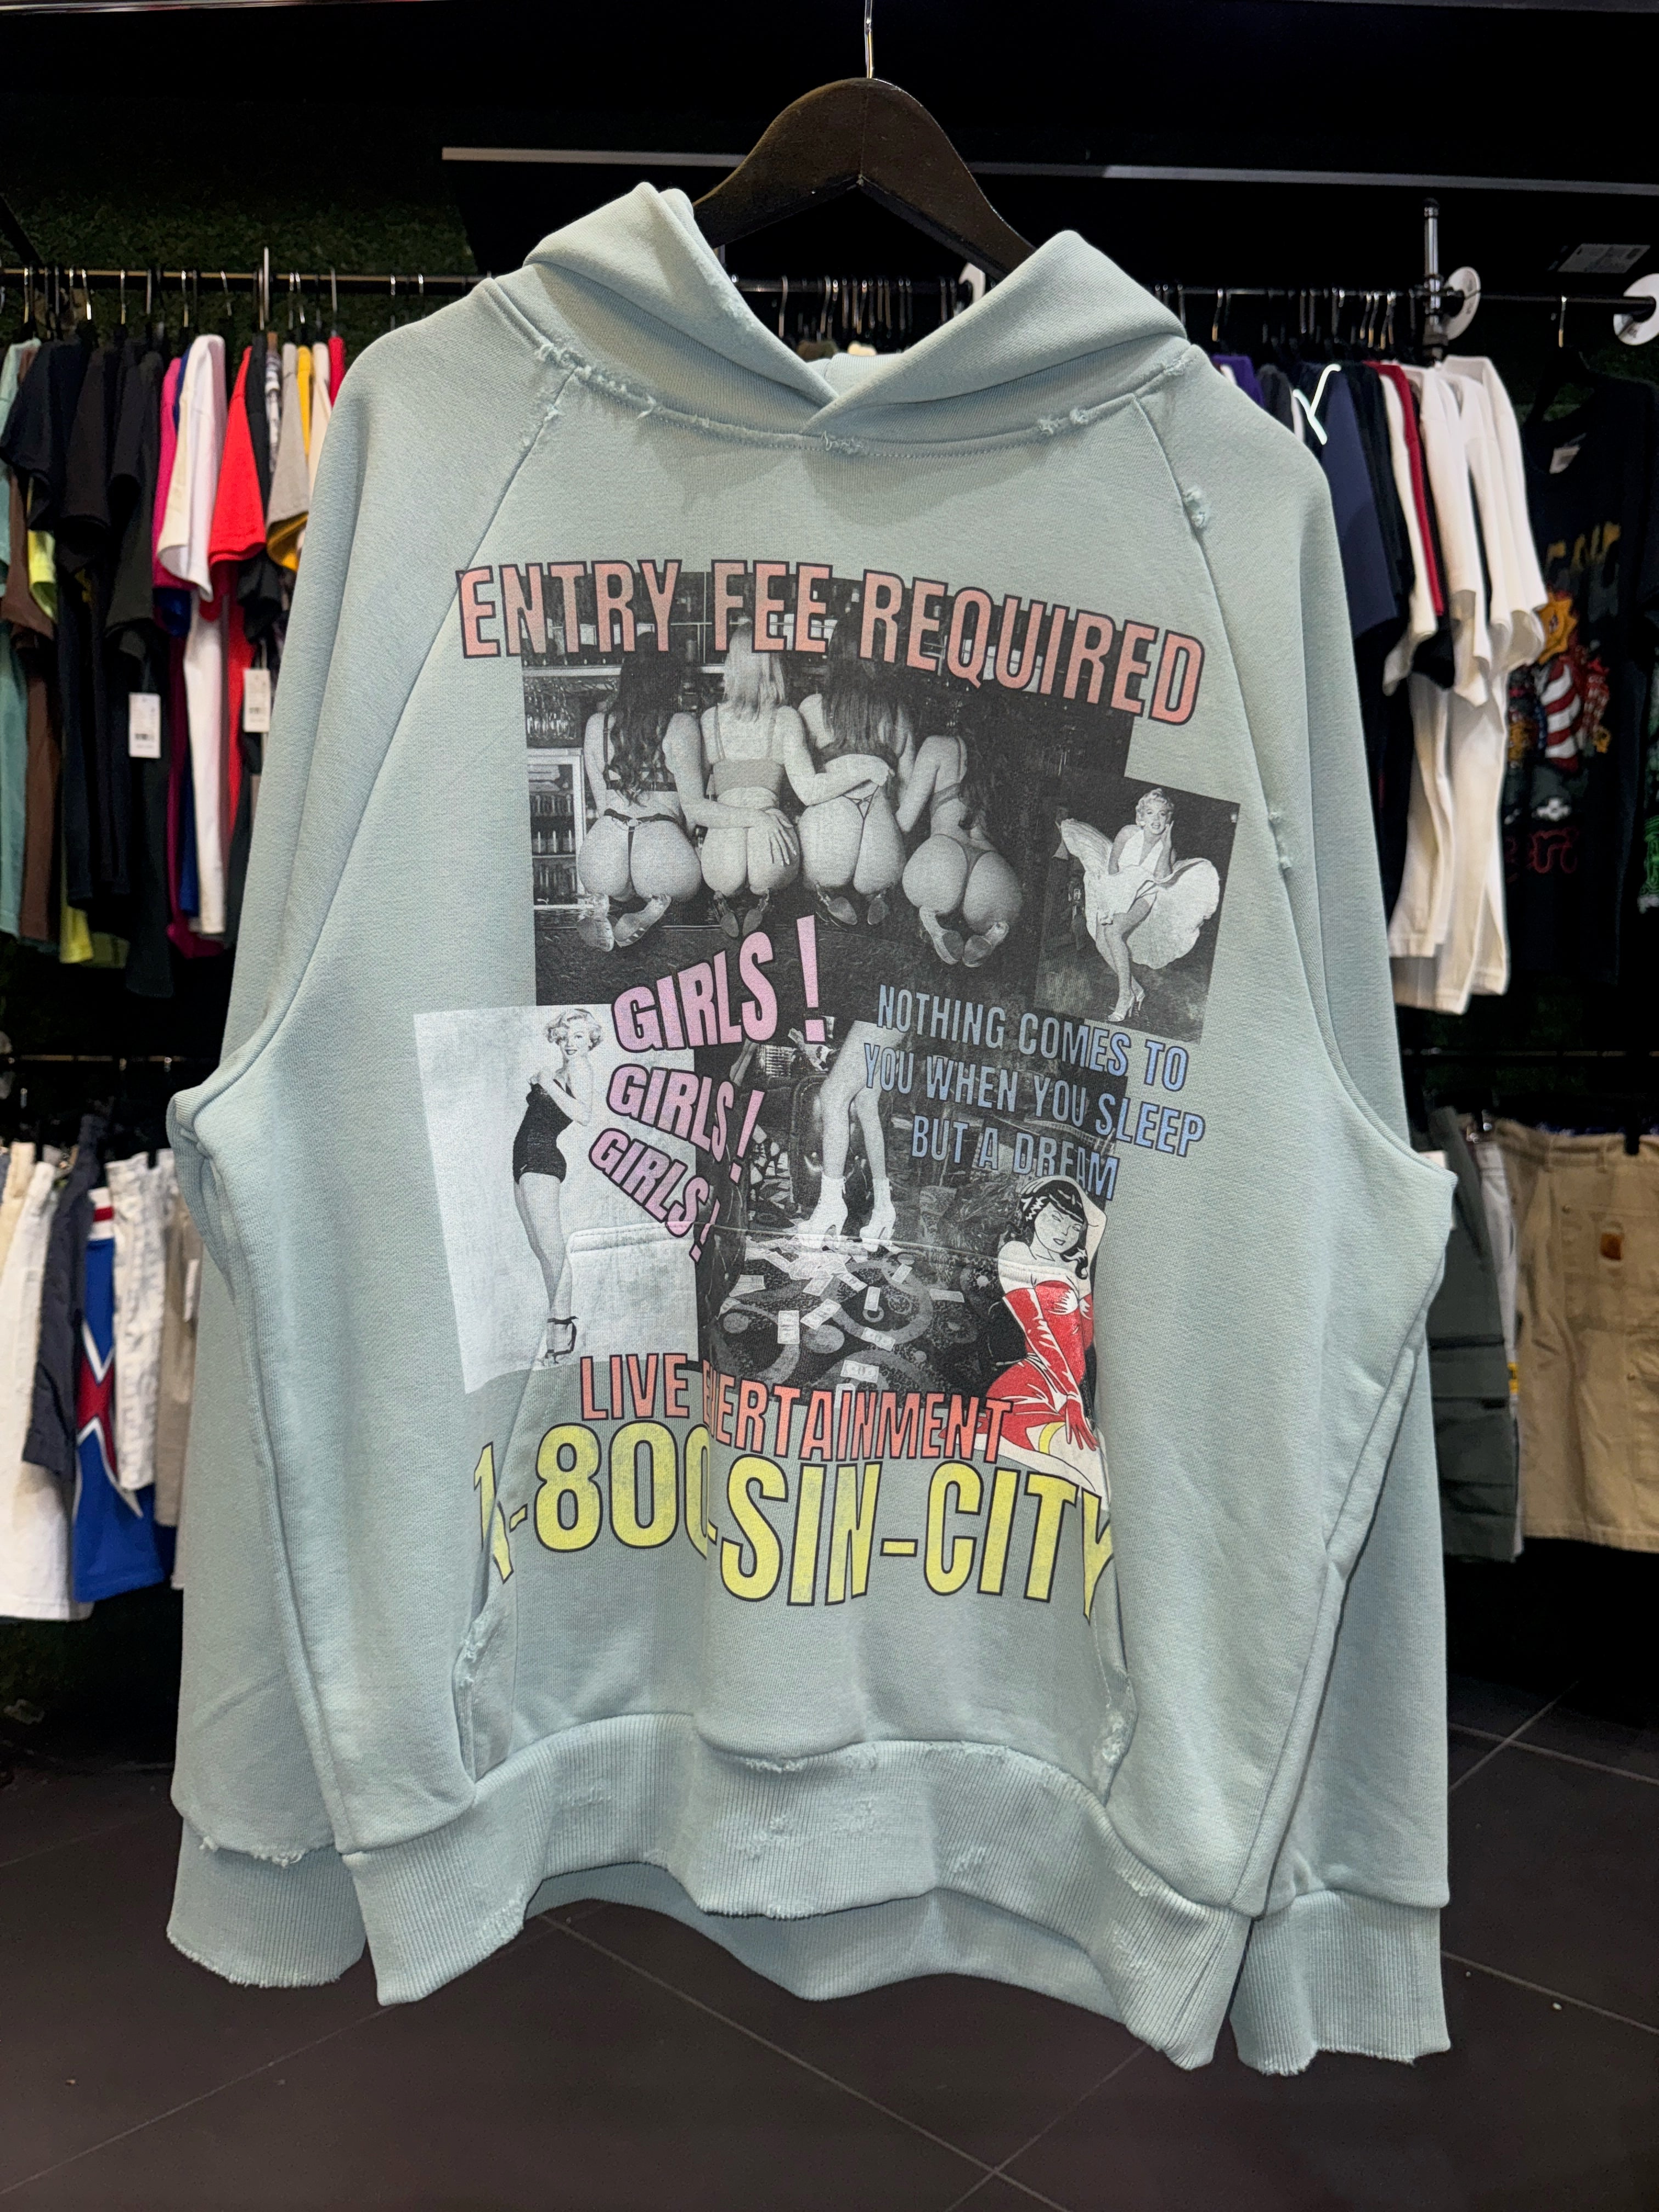 ENTRY FEE REQUIRED
GIRLS !
GIRLS !
GIRLS !
NOTHING COMES TO
YOU WHEN YOU SLEEP
BUT A DREAM
LIVE ENTERTAINMENT
1-800-SIN-CITY